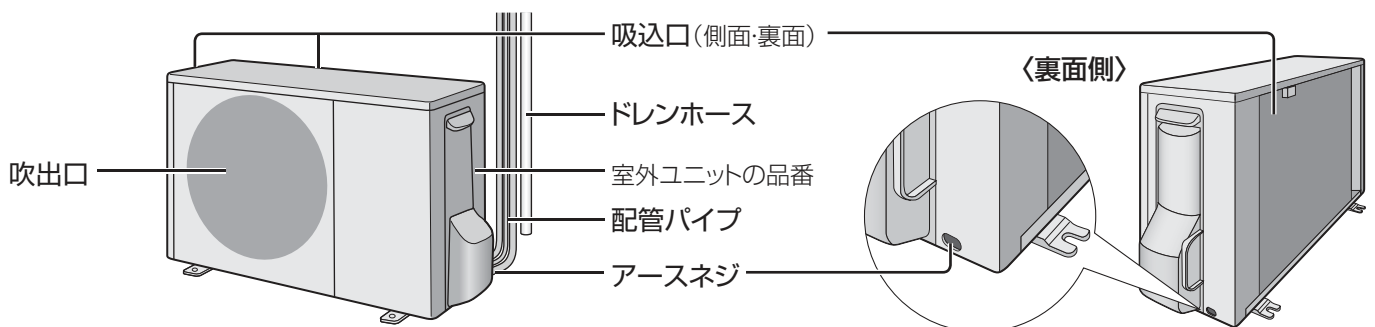 吸込口(側面・裏面)
〈裏面側〉
ドレンホース
吹出口
室外ユニットの品番
配管パイプ
アースネジ